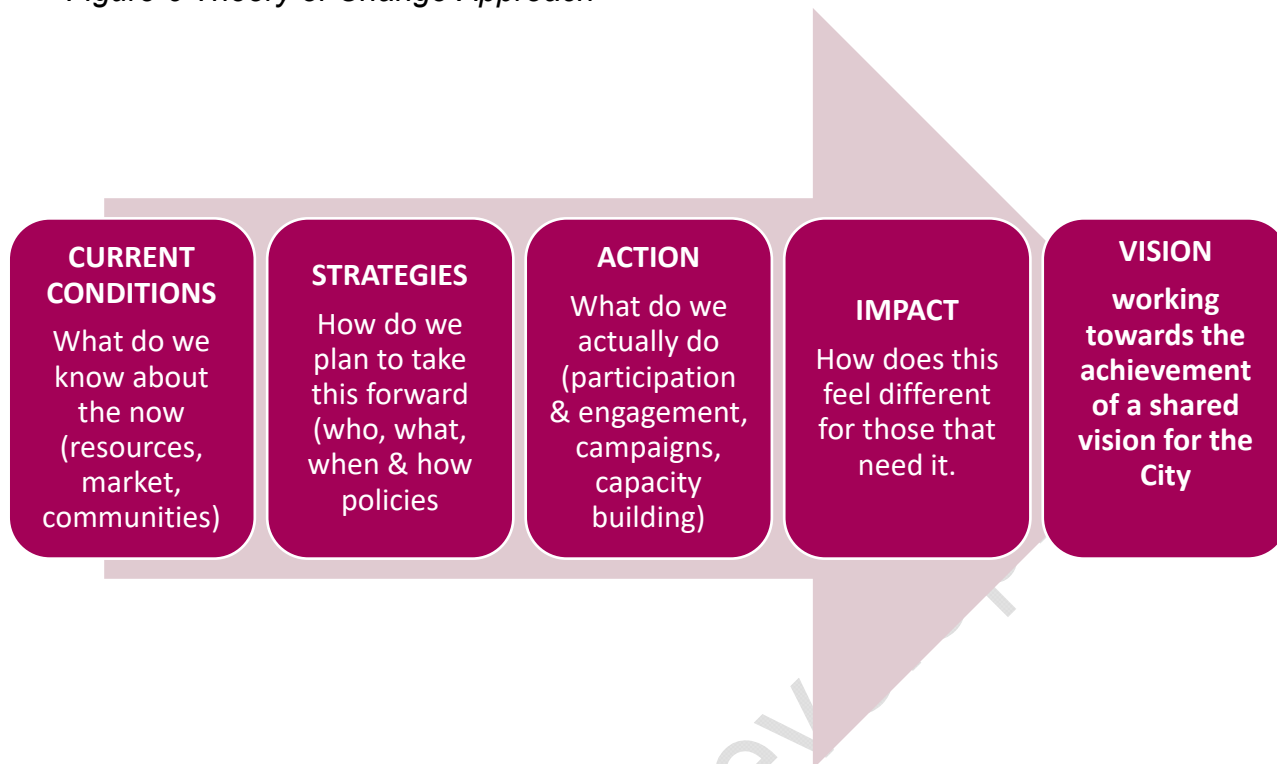 CURRENT
CONDITIONS
What do we
know about
the now
(resources,
market,
communities)
STRATEGIES
How do we
plan to take
this forward
(who, what,
when & how
policies
ACTION
What do we
actually do
(participation
& engagement,
campaigns,
capacity
building)
IMPACT
How does this
feel different
for those that
need it.
VISION
working
towards the
achievement
of a shared
vision for the
City